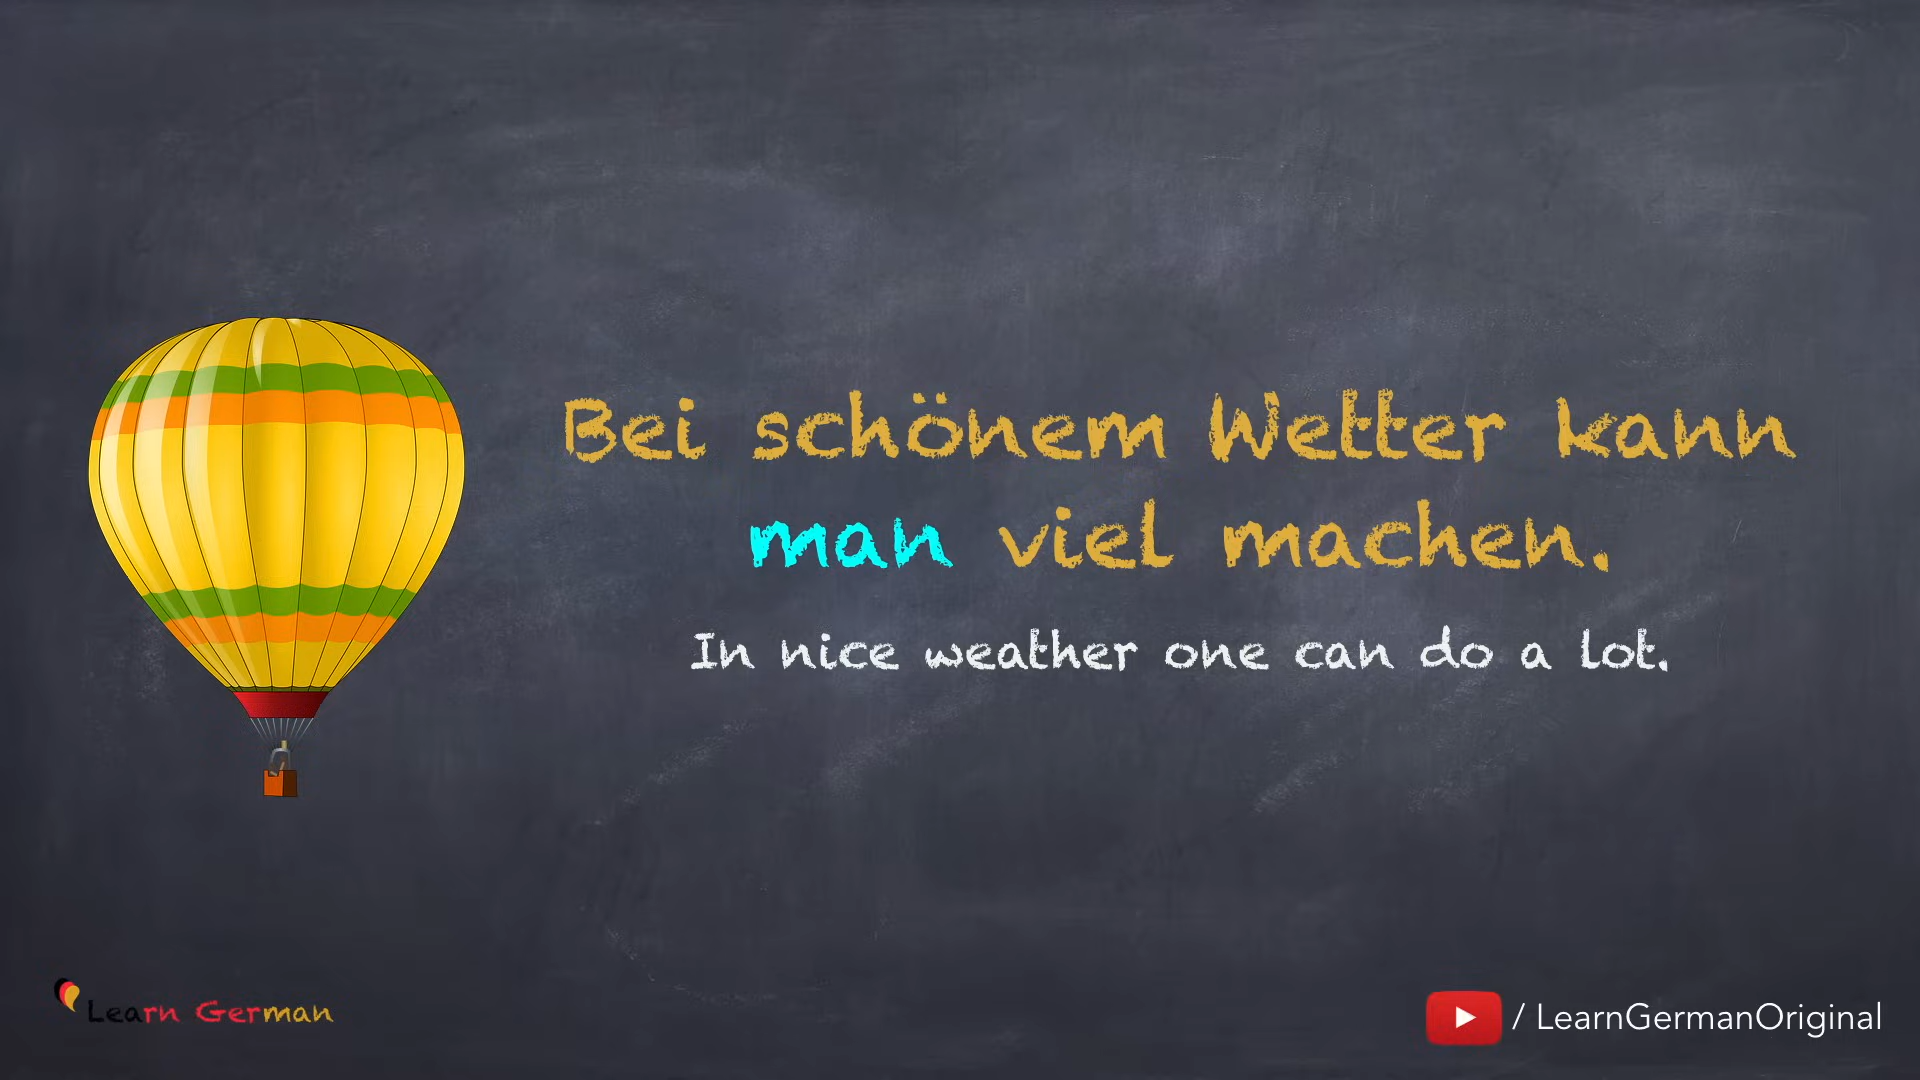 Bei schönem Wetter kann
man viel machen.
In nice weather one can do a lot.
Learn German
/ LearnGermanOriginal